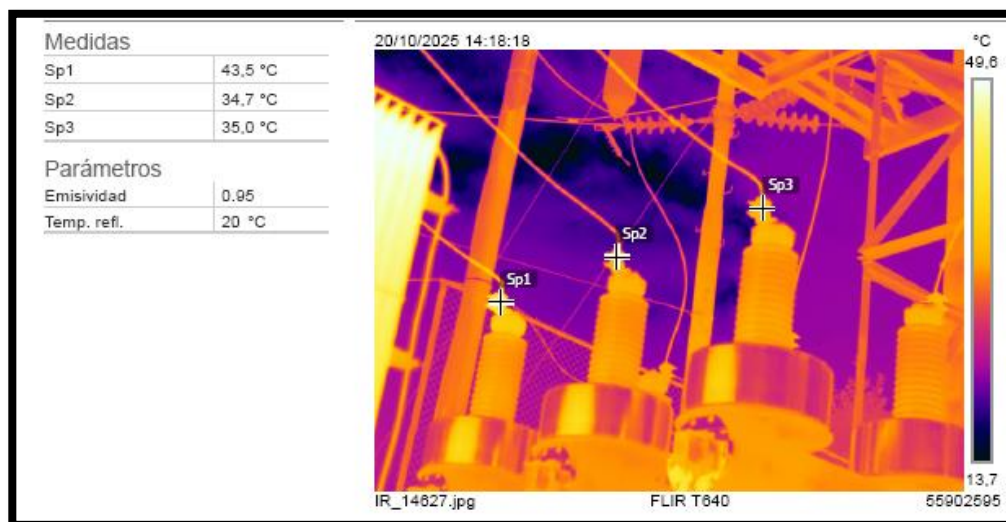 Medidas
Sp1 43,5 °C
Sp2 34,7 °C
Sp3 35,0 °C
Parámetros
Emisividad 0.95
Temp. refl. 20 °C
20/10/2025 14:18:18
°C
49,6
Sp3
Sp2
Sp1
13,7
IR_14627.jpg FLIR T640 55902595